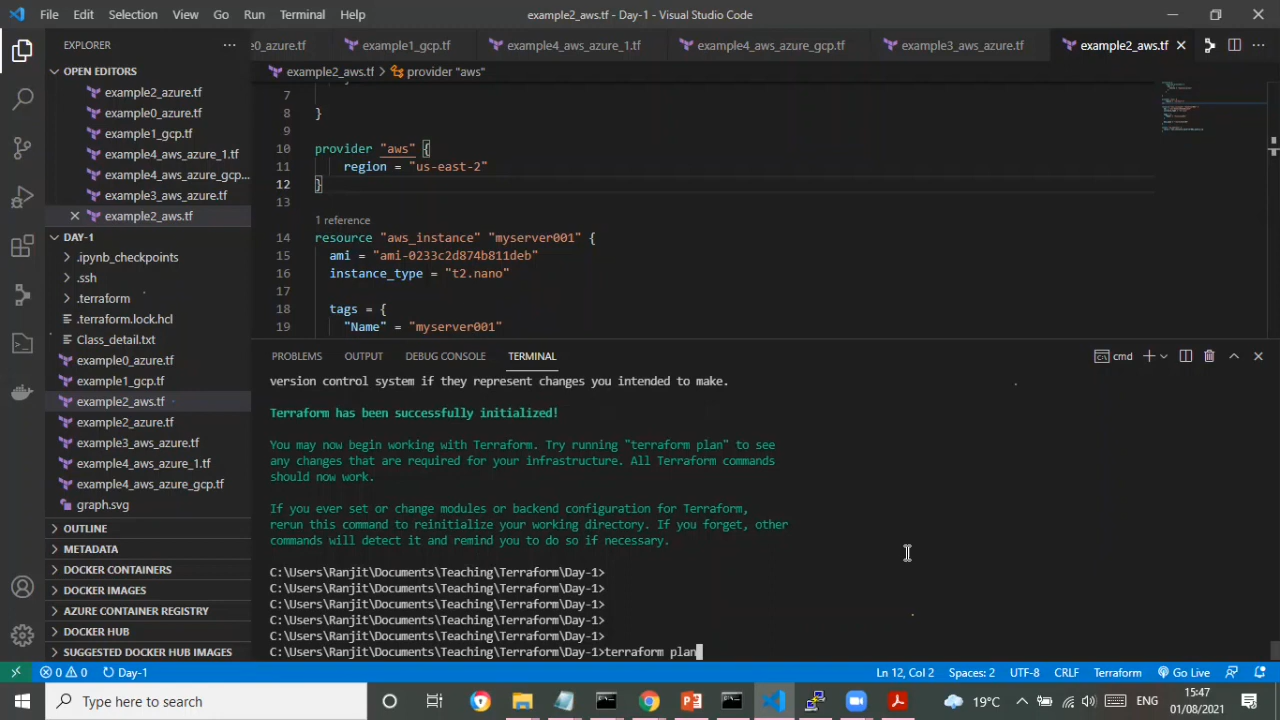 File Edit Selection View Go Run Terminal Help
example2_aws.tf - Day-1 - Visual Studio Code
EXPLORER
e0_azure.tf example1_gcp.tf example4_aws_azure_1.tf example4_aws_azure_gcp.tf example3_aws_azure.tf example2_aws.tf
example2_aws.tf > provider "aws"
OPEN EDITORS
example2_azure.tf
example0_azure.tf
example1_gcp.tf
example4_aws_azure_1.tf
example4_aws_azure_gcp...
example3_aws_azure.tf
example2_aws.tf
DAY-1
.ipynb_checkpoints
.ssh
.terraform
.terraform.lock.hcl
Class_detail.txt
example0_azure.tf
example1_gcp.tf
example2_aws.tf
example2_azure.tf
example3_aws_azure.tf
example4_aws_azure_1.tf
example4_aws_azure_gcp.tf
graph.svg
OUTLINE
METADATA
DOCKER CONTAINERS
DOCKER IMAGES
AZURE CONTAINER REGISTRY
DOCKER HUB
SUGGESTED DOCKER HUB IMAGES
7
8 }
9
10 provider "aws" {
11 region = "us-east-2"
12 }
13
1 reference
14 resource "aws_instance" "myserver001" {
15 ami = "ami-0233c2d874b811deb"
16 instance_type = "t2.nano"
17
18 tags = {
19 "Name" = "myserver001"
PROBLEMS OUTPUT DEBUG CONSOLE TERMINAL
cmd
version control system if they represent changes you intended to make.
Terraform has been successfully initialized!
You may now begin working with Terraform. Try running "terraform plan" to see
any changes that are required for your infrastructure. All Terraform commands
should now work.
If you ever set or change modules or backend configuration for Terraform,
rerun this command to reinitialize your working directory. If you forget, other
commands will detect it and remind you to do so if necessary.
C:\Users\Ranjit\Documents\Teaching\Terraform\Day-1>
C:\Users\Ranjit\Documents\Teaching\Terraform\Day-1>
C:\Users\Ranjit\Documents\Teaching\Terraform\Day-1>
C:\Users\Ranjit\Documents\Teaching\Terraform\Day-1>
C:\Users\Ranjit\Documents\Teaching\Terraform\Day-1>
C:\Users\Ranjit\Documents\Teaching\Terraform\Day-1>terraform plan
0 0 Day-1 Ln 12, Col 2 Spaces: 2 UTF-8 CRLF Terraform Go Live
Type here to search
19°C
ENG
15:47
01/08/2021